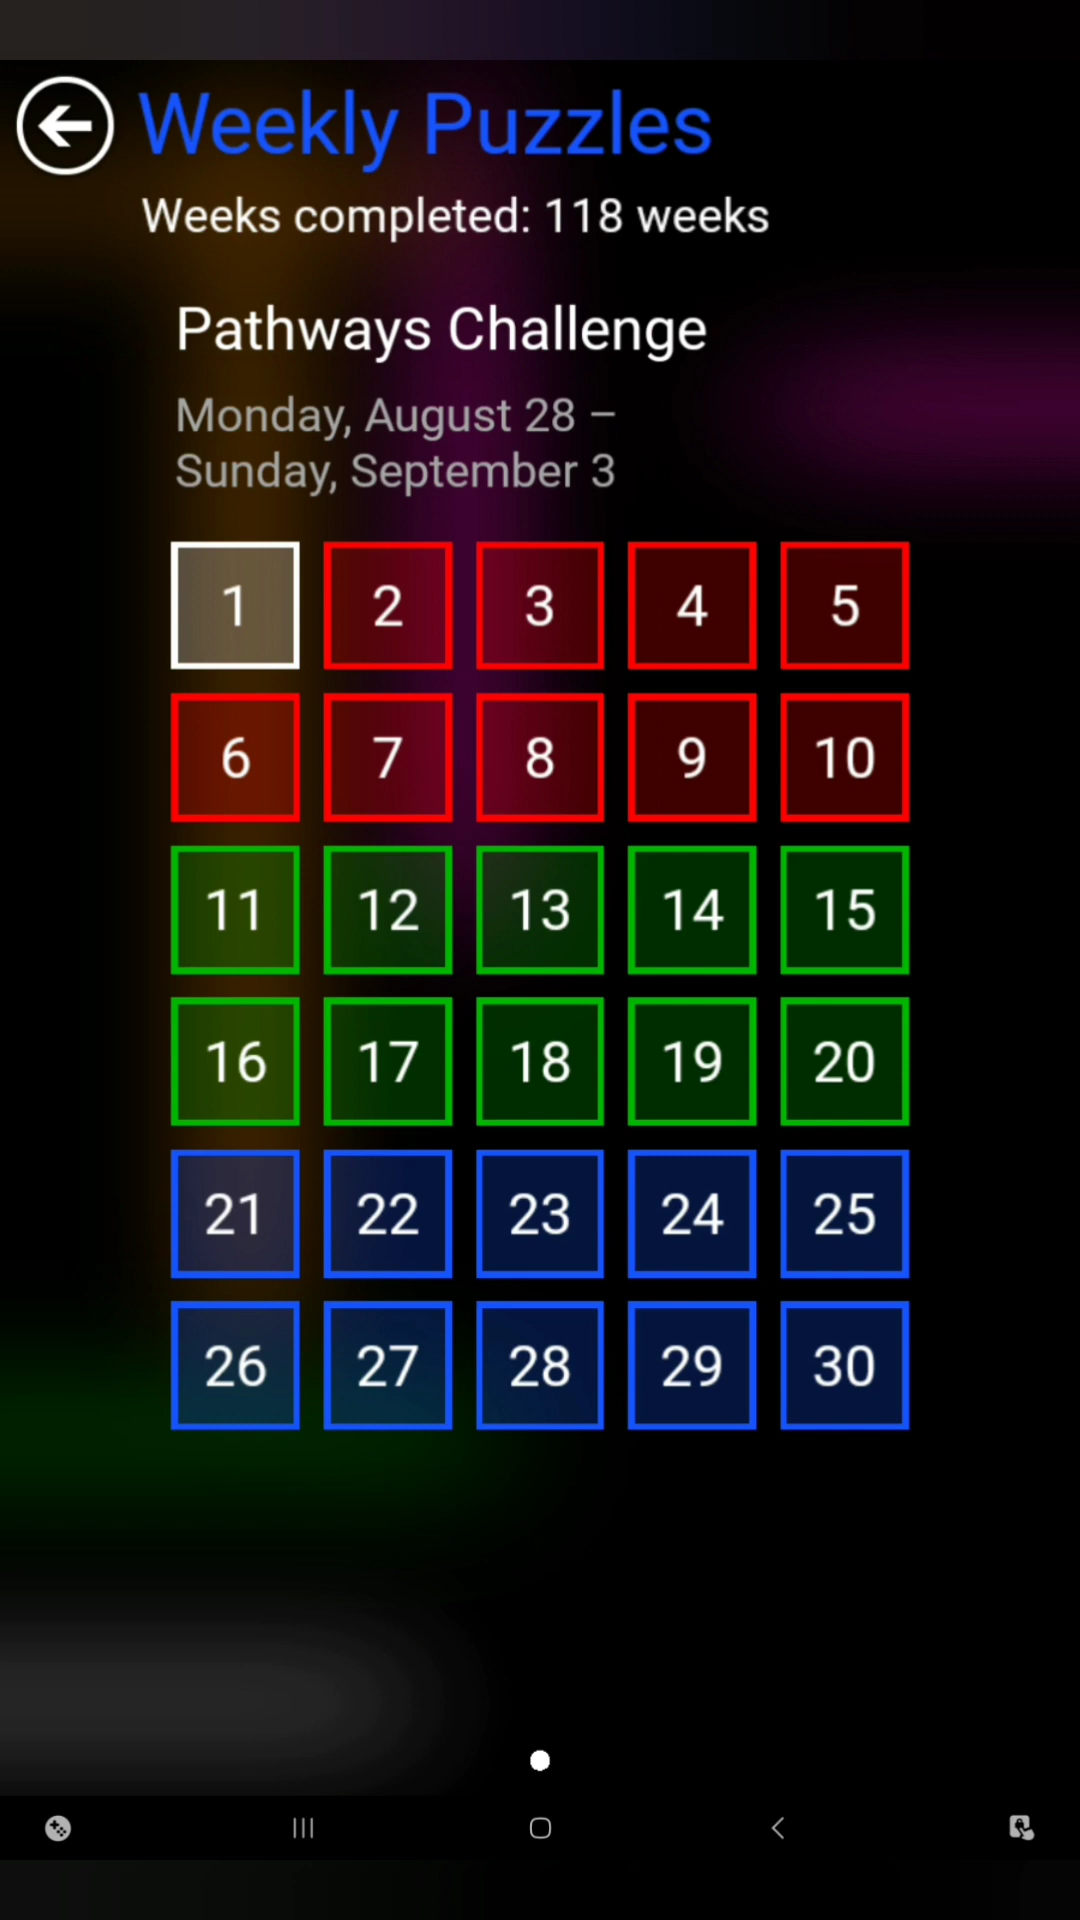 Weekly Puzzles
Weeks completed: 118 weeks
Pathways Challenge
Monday, August 28 –
Sunday, September 3
1 2 3 4 5
6 7 8 9 10
11 12 13 14 15
16 17 18 19 20
21 22 23 24 25
26 27 28 29 30